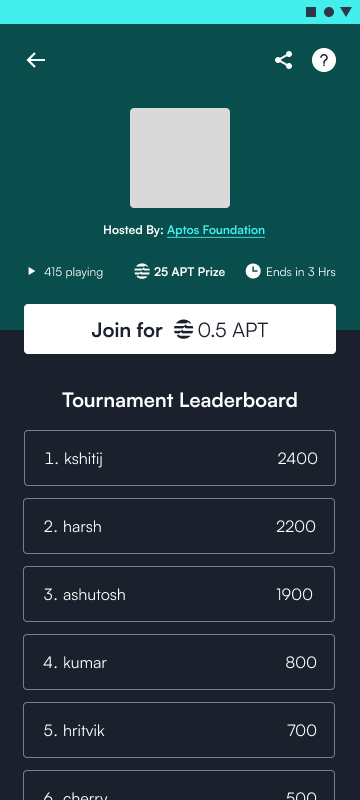 ?
Hosted By: Aptos Foundation
415 playing 25 APT Prize Ends in 3 Hrs
Join for 0.5 APT
Tournament Leaderboard
1. kshitij 2400
2. harsh 2200
3. ashutosh 1900
4. kumar 800
5. hritvik 700
6. cherry 500